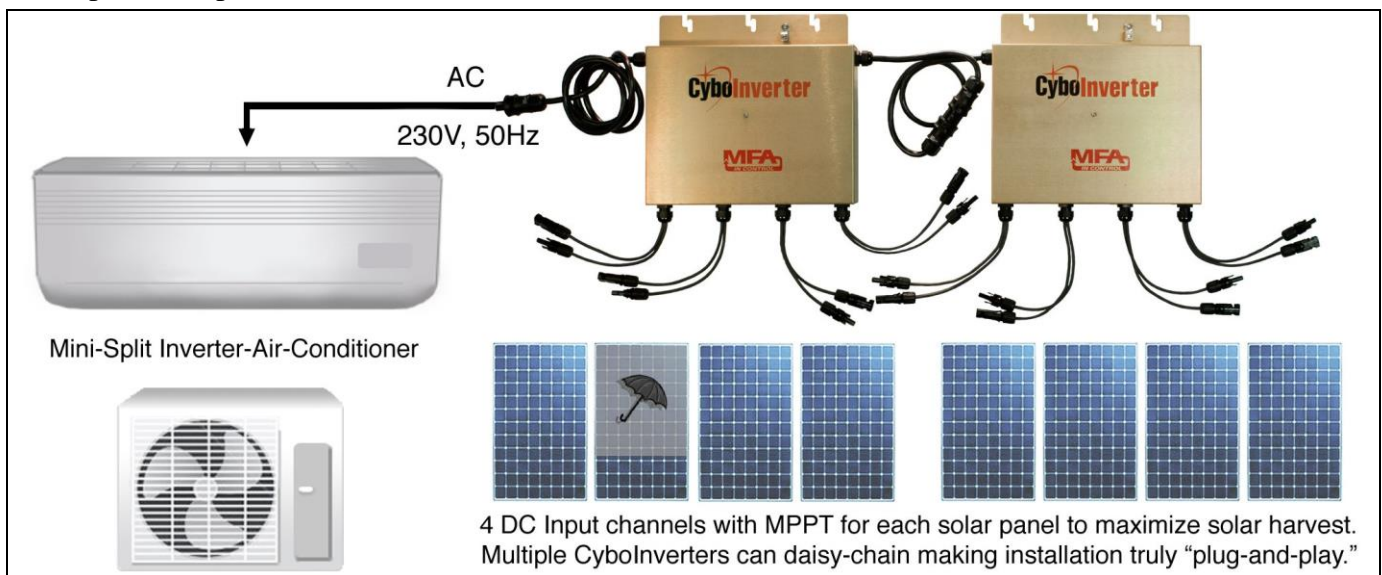 AC
230V, 50Hz
CyboInverter
MFA
CyboInverter
MFA
Mini-Split Inverter-Air-Conditioner
4 DC Input channels with MPPT for each solar panel to maximize solar harvest.
Multiple CyboInverters can daisy-chain making installation truly “plug-and-play.”